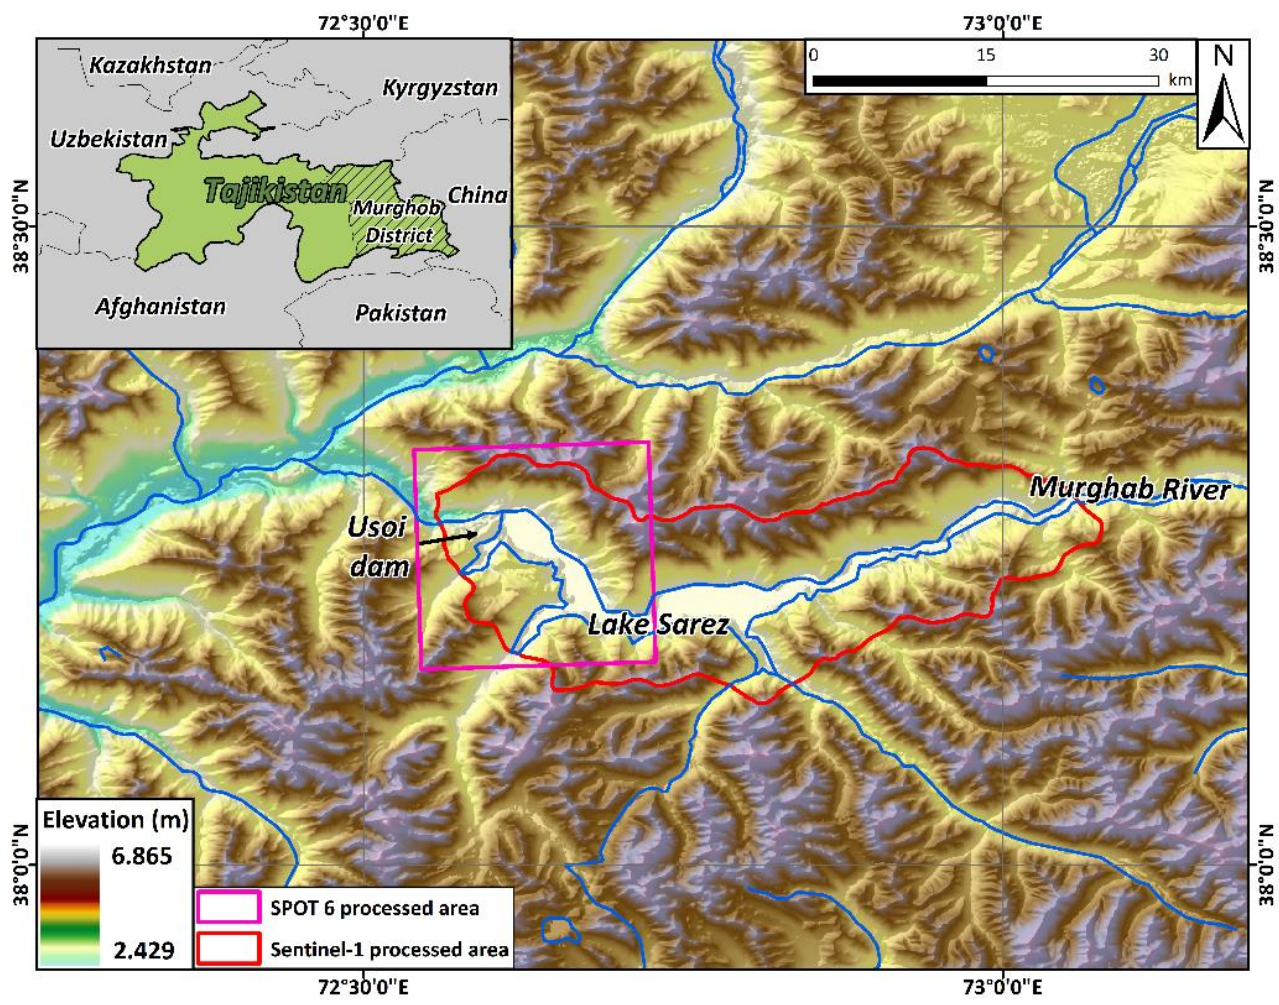 72°30'0"E
73°0'0"E
Kazakhstan
Kyrgyzstan
Uzbekistan
Tajikistan
China
Murghob
District
Afghanistan
Pakistan
0
15
30
km
N
38°30'0"N
38°30'0"N
Murghab River
Usoi
dam
Lake Sarez
38°0'0"N
38°0'0"N
Elevation (m)
6.865
2.429
SPOT 6 processed area
Sentinel-1 processed area
72°30'0"E
73°0'0"E